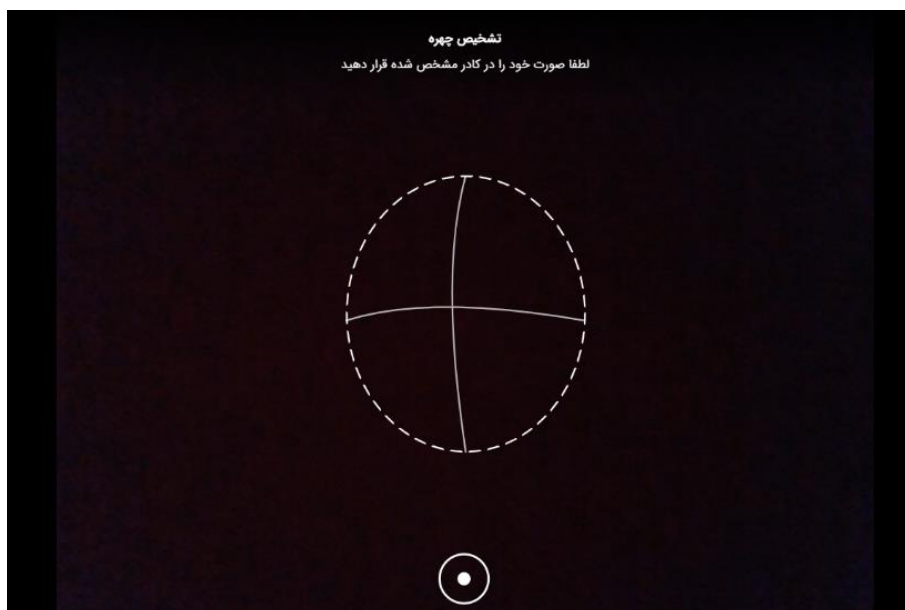 تشخیص چهره
لطفا صورت خود را در کادر مشخص شده قرار دهید